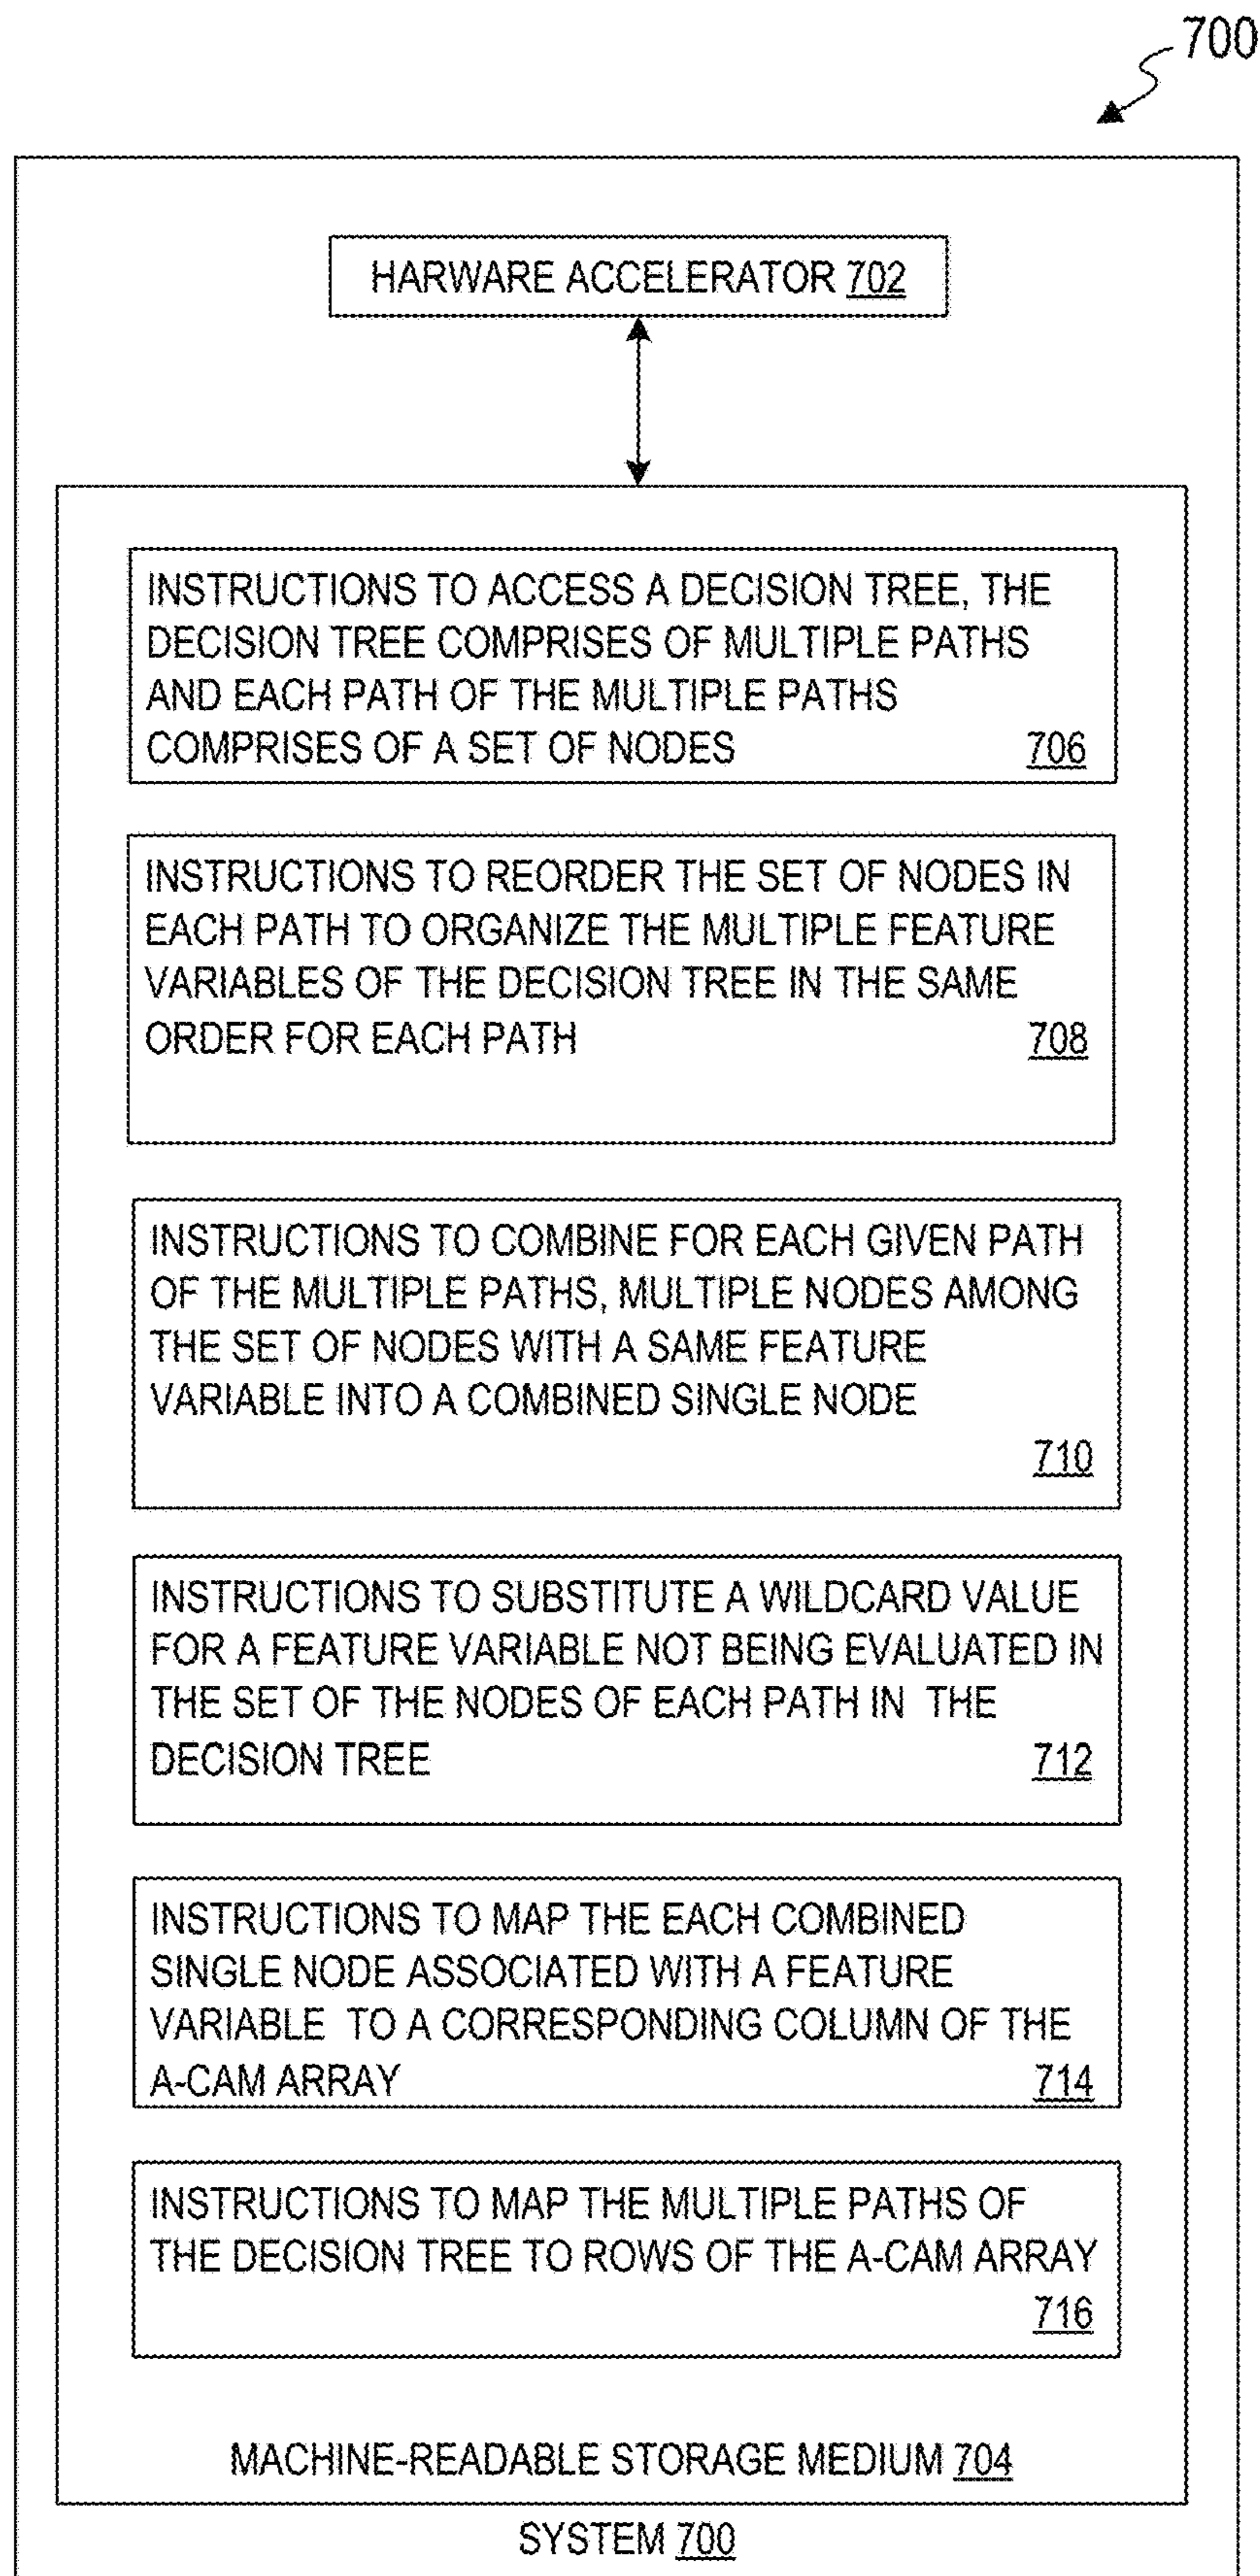 700
HARWARE ACCELERATOR 702
INSTRUCTIONS TO ACCESS A DECISION TREE, THE
DECISION TREE COMPRISES OF MULTIPLE PATHS
AND EACH PATH OF THE MULTIPLE PATHS
COMPRISES OF A SET OF NODES 706
INSTRUCTIONS TO REORDER THE SET OF NODES IN
EACH PATH TO ORGANIZE THE MULTIPLE FEATURE
VARIABLES OF THE DECISION TREE IN THE SAME
ORDER FOR EACH PATH 708
INSTRUCTIONS TO COMBINE FOR EACH GIVEN PATH
OF THE MULTIPLE PATHS, MULTIPLE NODES AMONG
THE SET OF NODES WITH A SAME FEATURE
VARIABLE INTO A COMBINED SINGLE NODE
710
INSTRUCTIONS TO SUBSTITUTE A WILDCARD VALUE
FOR A FEATURE VARIABLE NOT BEING EVALUATED IN
THE SET OF THE NODES OF EACH PATH IN THE
DECISION TREE 712
INSTRUCTIONS TO MAP THE EACH COMBINED
SINGLE NODE ASSOCIATED WITH A FEATURE
VARIABLE TO A CORRESPONDING COLUMN OF THE
A-CAM ARRAY 714
INSTRUCTIONS TO MAP THE MULTIPLE PATHS OF
THE DECISION TREE TO ROWS OF THE A-CAM ARRAY
716
MACHINE-READABLE STORAGE MEDIUM 704
SYSTEM 700